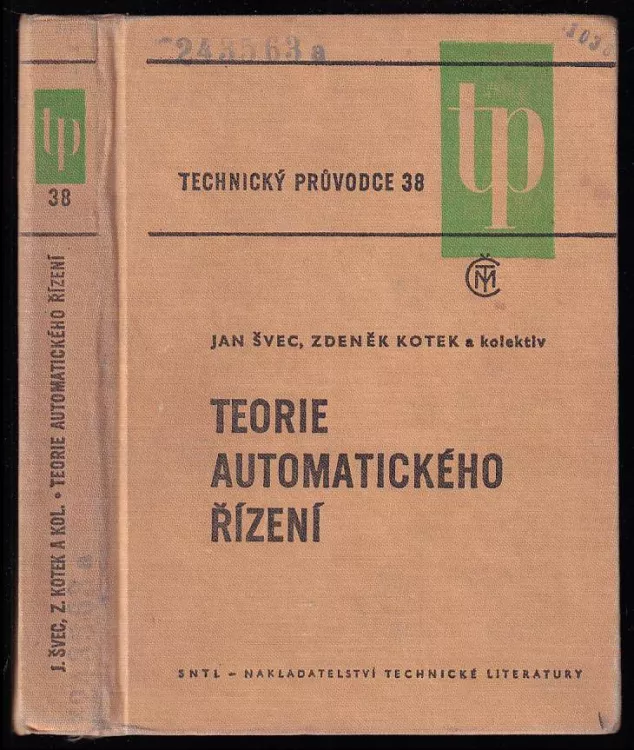 243563a
tp
TECHNICKÝ PRŮVODCE 38
JAN ŠVEC, ZDENĚK KOTEK a kolektiv
TEORIE
AUTOMATICKÉHO
ŘÍZENÍ
SNTL – NAKLADATELSTVÍ TECHNICKÉ LITERATURY
tp
38
J. ŠVEC, Z. KOTEK A KOL. • TEORIE AUTOMATICKÉHO ŘÍZENÍ